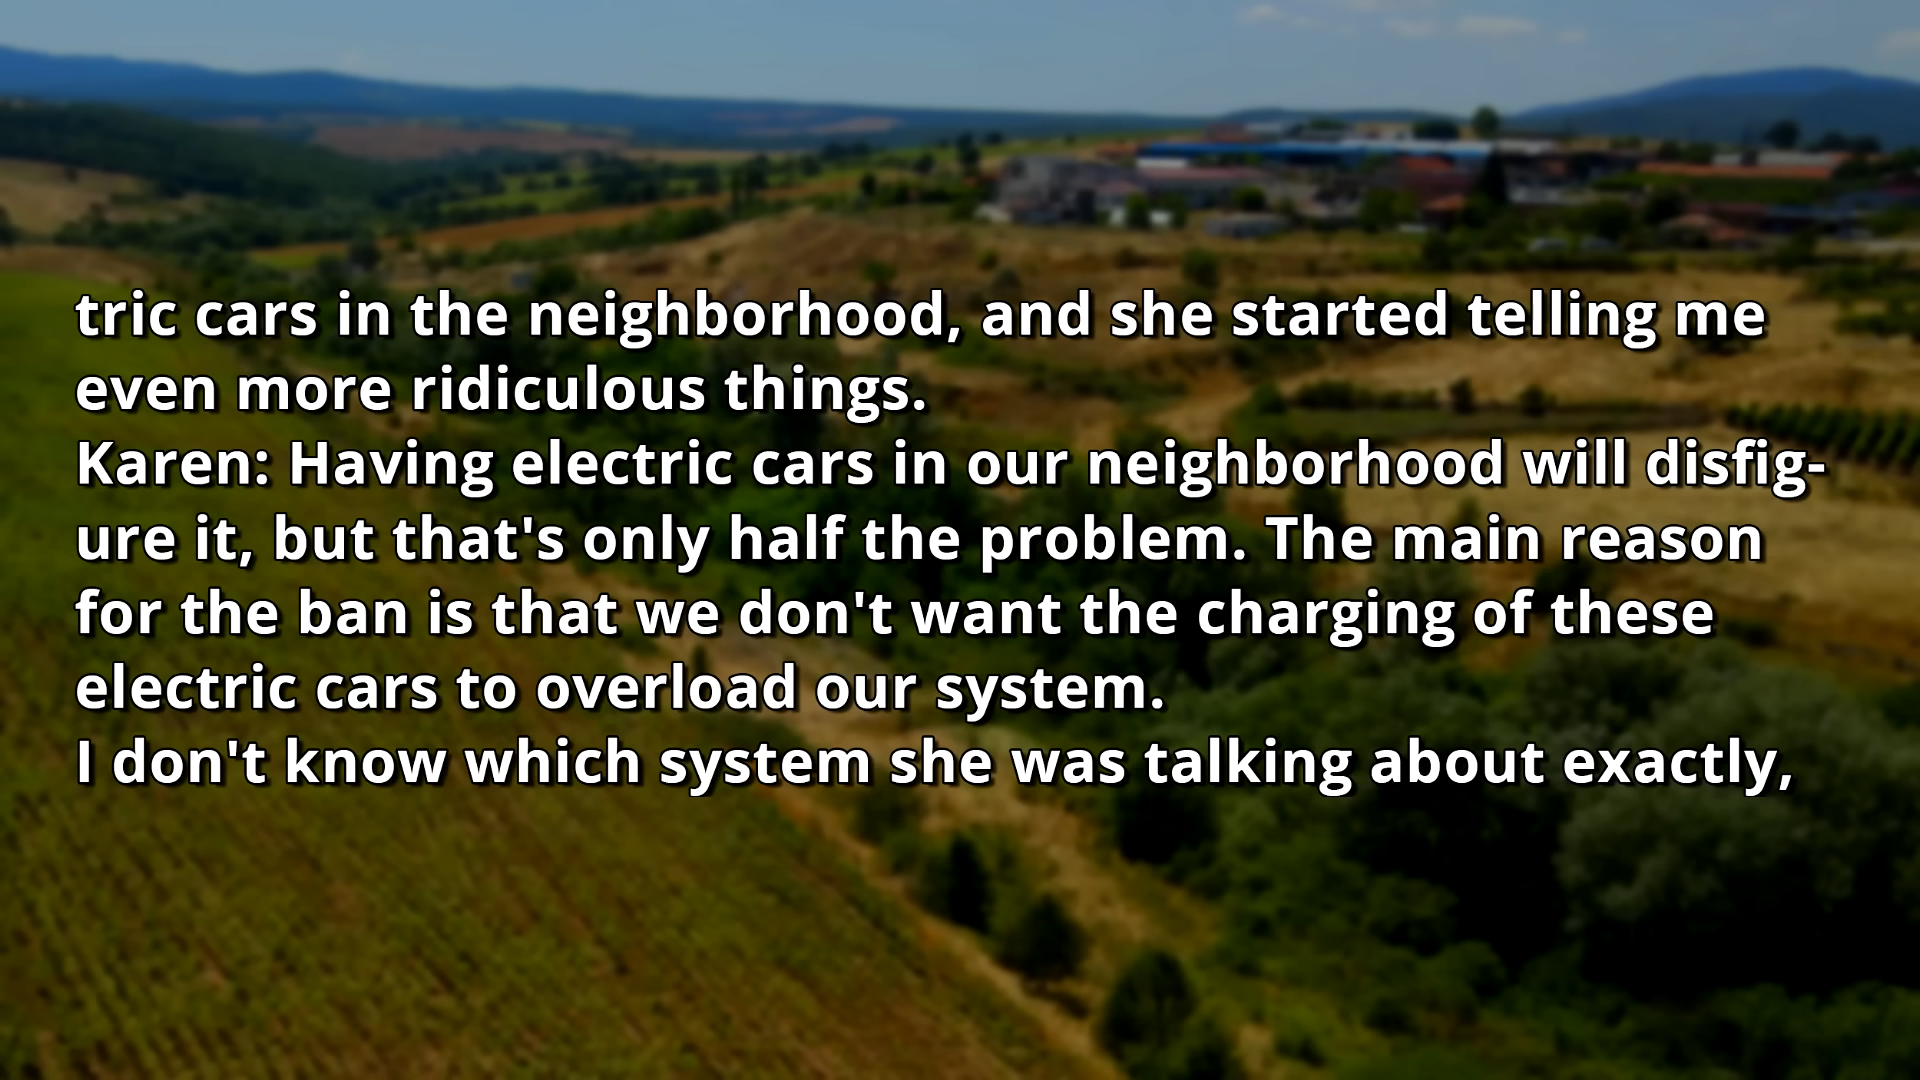 tric cars in the neighborhood, and she started telling me
even more ridiculous things.
Karen: Having electric cars in our neighborhood will disfig-
ure it, but that's only half the problem. The main reason
for the ban is that we don't want the charging of these
electric cars to overload our system.
I don't know which system she was talking about exactly,